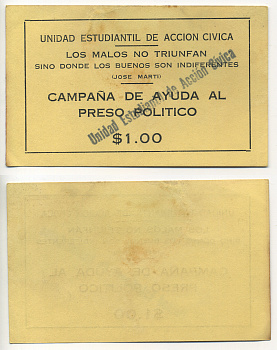 UNIDAD ESTUDIANTIL DE ACCION CIVICA
LOS MALOS NO TRIUNFAN
SINO DONDE LOS BUENOS SON INDIFERENTES
(JOSE MARTI)
CAMPAÑA DE AYUDA AL
PRESO POLITICO
$1.00
Unidad Estudiantil de Acción Cívica